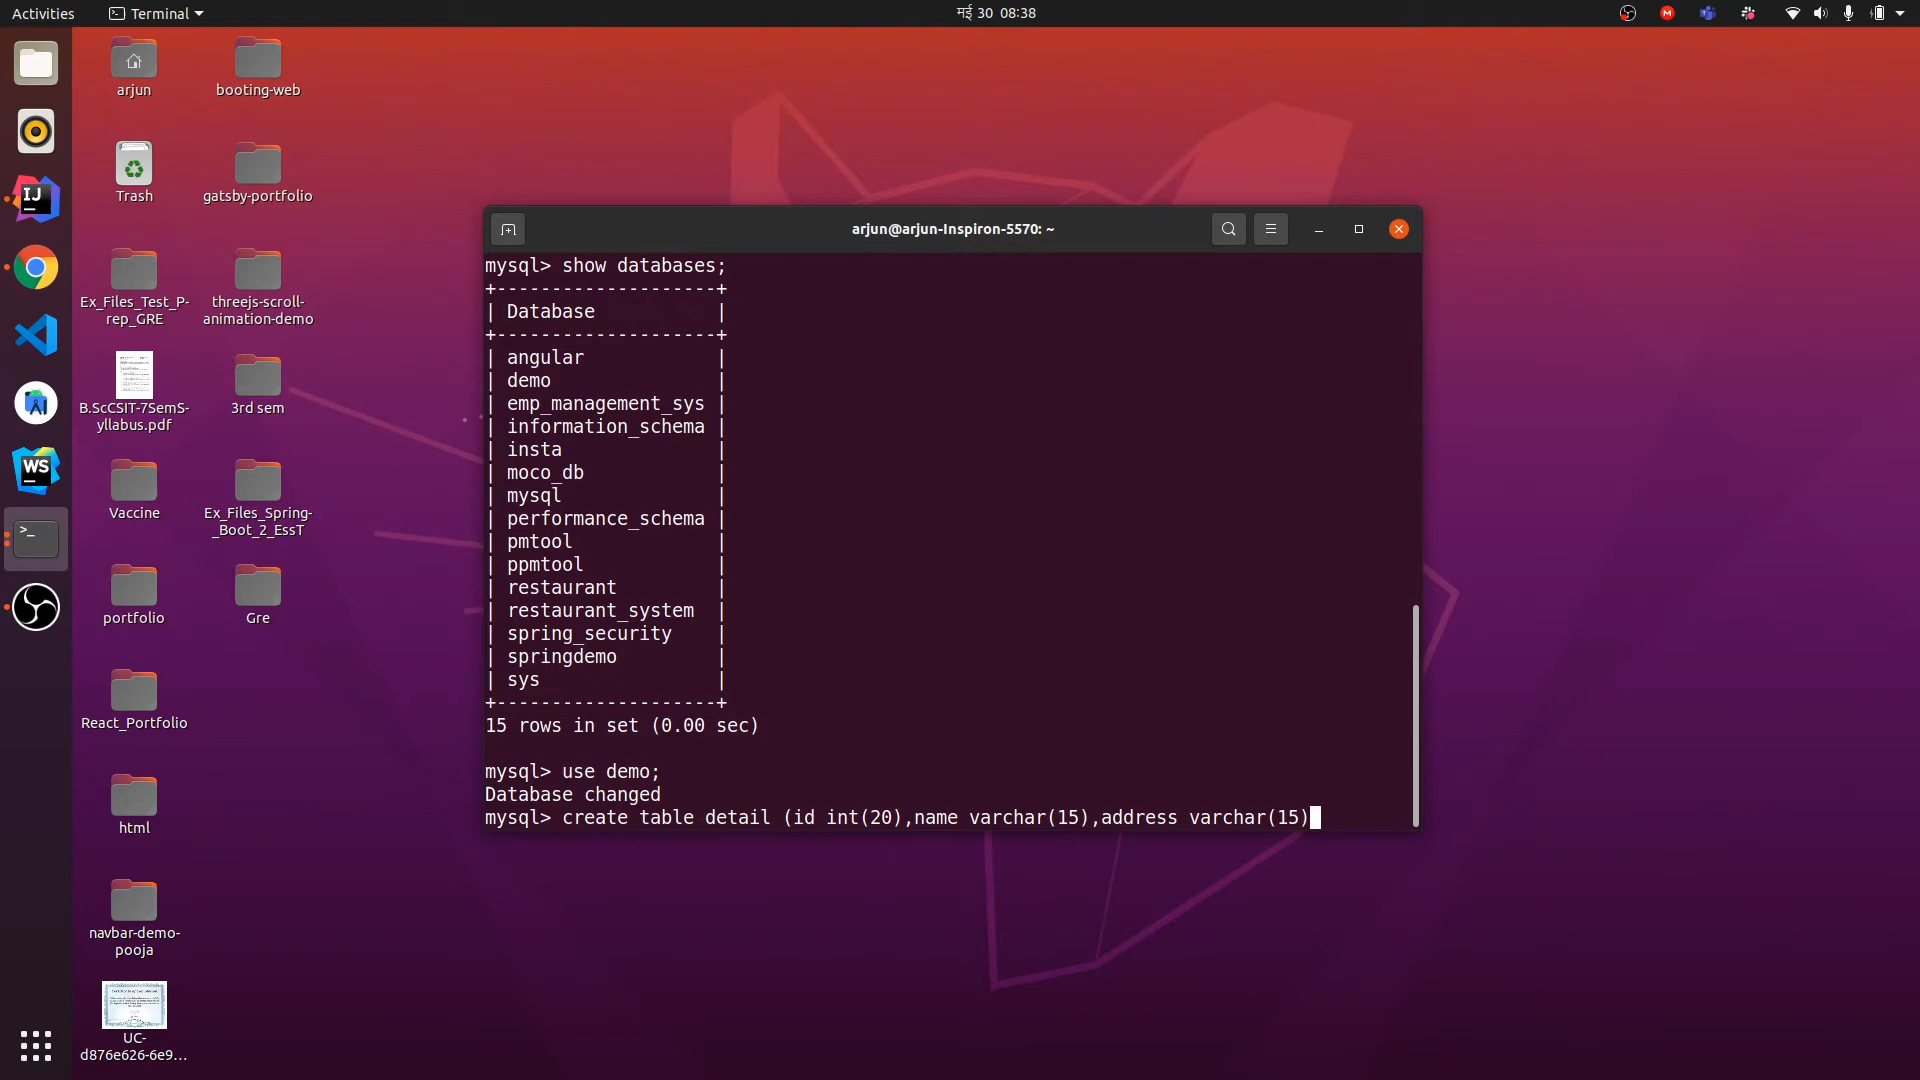 Activities
Terminal
मई 30 08:38
arjun
booting-web
Trash
gatsby-portfolio
Ex_Files_Test_P-
rep_GRE
threejs-scroll-
animation-demo
B.ScCSIT-7SemS-
yllabus.pdf
3rd sem
Vaccine
Ex_Files_Spring-
_Boot_2_EssT
portfolio
Gre
React_Portfolio
html
navbar-demo-
pooja
UC-
d876e626-6e9...
IJ
WS
>_
arjun@arjun-Inspiron-5570: ~
mysql> show databases;
+--------------------+
| Database           |
+--------------------+
| angular            |
| demo               |
| emp_management_sys |
| information_schema |
| insta              |
| moco_db            |
| mysql              |
| performance_schema |
| pmtool             |
| ppmtool            |
| restaurant         |
| restaurant_system  |
| spring_security    |
| springdemo         |
| sys                |
+--------------------+
15 rows in set (0.00 sec)
mysql> use demo;
Database changed
mysql> create table detail (id int(20),name varchar(15),address varchar(15)